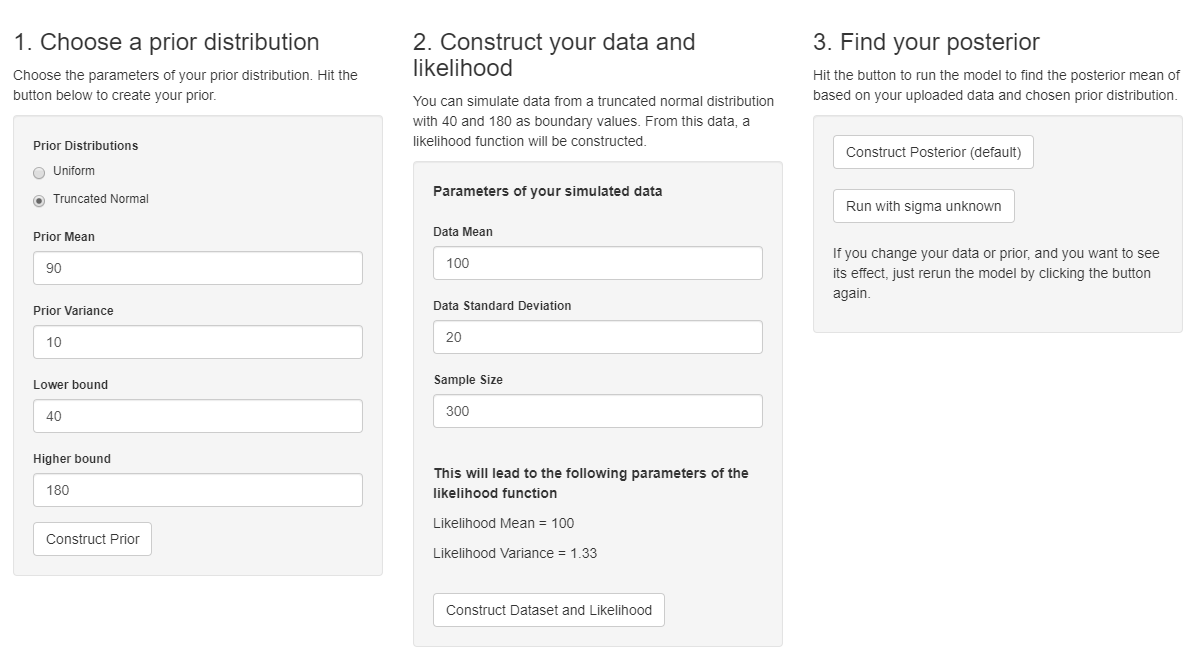 1. Choose a prior distribution
Choose the parameters of your prior distribution. Hit the
button below to create your prior.
Prior Distributions
Uniform
Truncated Normal
Prior Mean
90
Prior Variance
10
Lower bound
40
Higher bound
180
Construct Prior
2. Construct your data and
likelihood
You can simulate data from a truncated normal distribution
with 40 and 180 as boundary values. From this data, a
likelihood function will be constructed.
Parameters of your simulated data
Data Mean
100
Data Standard Deviation
20
Sample Size
300
This will lead to the following parameters of the
likelihood function
Likelihood Mean = 100
Likelihood Variance = 1.33
Construct Dataset and Likelihood
3. Find your posterior
Hit the button to run the model to find the posterior mean of
based on your uploaded data and chosen prior distribution.
Construct Posterior (default)
Run with sigma unknown
If you change your data or prior, and you want to see
its effect, just rerun the model by clicking the button
again.